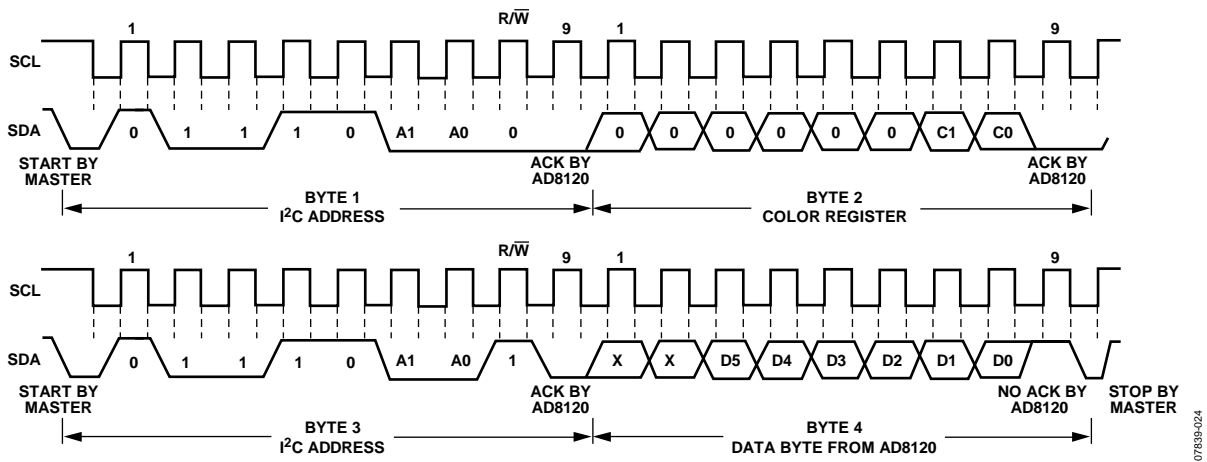 R/W
1 9 1 9
SCL
SDA 0 1 1 1 0 A1 A0 0 0 0 0 0 0 0 C1 C0
START BY MASTER ACK BY AD8120 ACK BY AD8120
BYTE 1 I²C ADDRESS BYTE 2 COLOR REGISTER
R/W
1 9 1 9
SCL
SDA 0 1 1 1 0 A1 A0 1 X X D5 D4 D3 D2 D1 D0
START BY MASTER ACK BY AD8120 NO ACK BY AD8120 STOP BY MASTER
BYTE 3 I²C ADDRESS BYTE 4 DATA BYTE FROM AD8120
07839-024